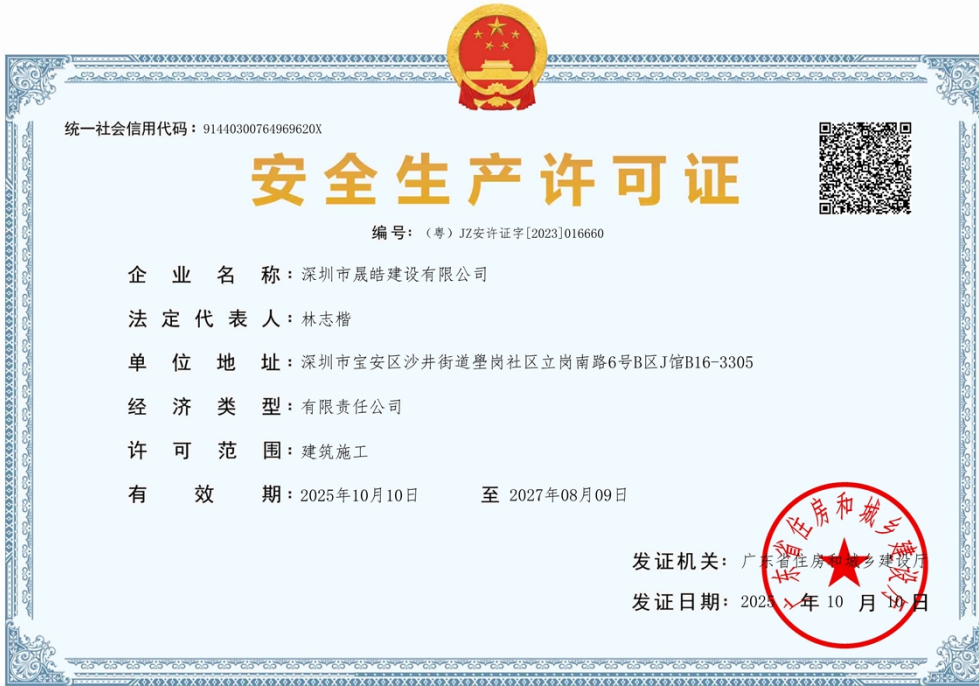 统一社会信用代码：91440300764969620X
安全生产许可证
编号：（粤）JZ安许证字[2023]016660
企业名称：深圳市晟皓建设有限公司
法定代表人：林志楷
单位地址：深圳市宝安区沙井街道壆岗社区立岗南路6号B区J馆B16-3305
经济类型：有限责任公司
许可范围：建筑施工
有效期：2025年10月10日 至 2027年08月09日
发证机关：广东省住房和城乡建设厅
发证日期：2025 年 10 月 10 日
广东省住房和城乡建设厅